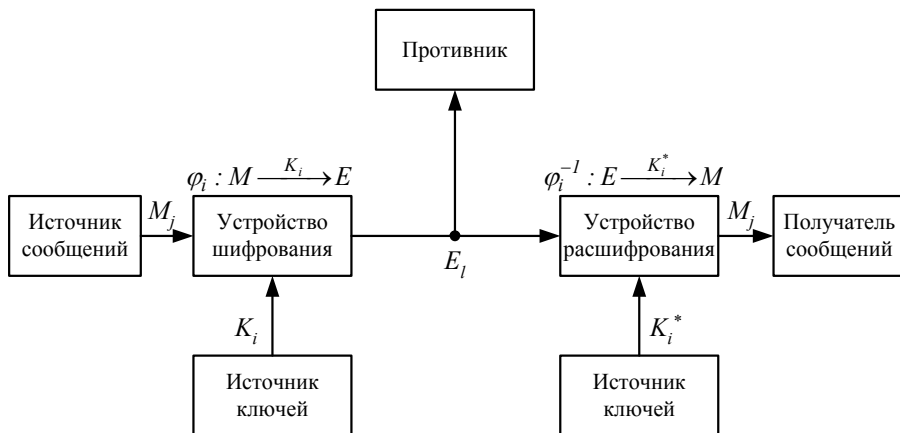 Противник
φᵢ : M —Kᵢ→ E
φᵢ⁻¹ : E —Kᵢ*→ M
Источник
сообщений
Mⱼ
Устройство
шифрования
E_l
Устройство
расшифрования
Mⱼ
Получатель
сообщений
Kᵢ
Kᵢ*
Источник
ключей
Источник
ключей